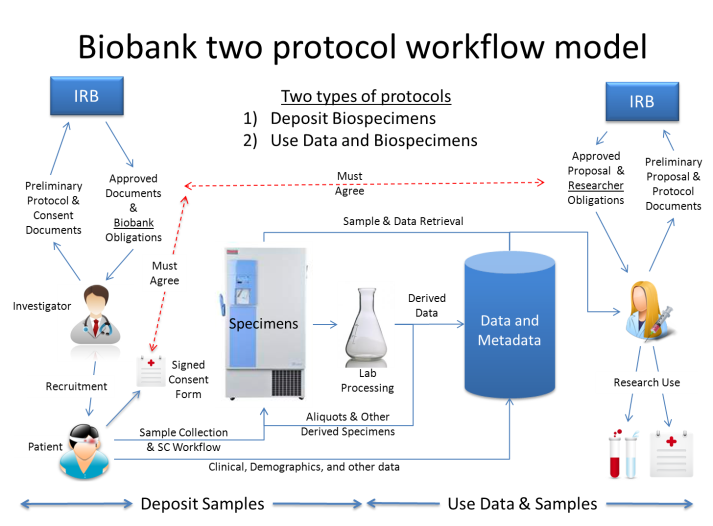 Biobank two protocol workflow model
IRB
Two types of protocols
1) Deposit Biospecimens
2) Use Data and Biospecimens
IRB
Preliminary
Protocol &
Consent
Documents
Approved
Documents
&
Biobank
Obligations
Must
Agree
Approved
Proposal &
Researcher
Obligations
Preliminary
Proposal &
Protocol
Documents
Sample & Data Retrieval
Must
Agree
Investigator
Specimens
Derived
Data
Data and
Metadata
Signed
Consent
Form
Lab
Processing
Recruitment
Research Use
Aliquots & Other
Derived Specimens
Sample Collection
& SC Workflow
Patient
Clinical, Demographics, and other data
Deposit Samples
Use Data & Samples